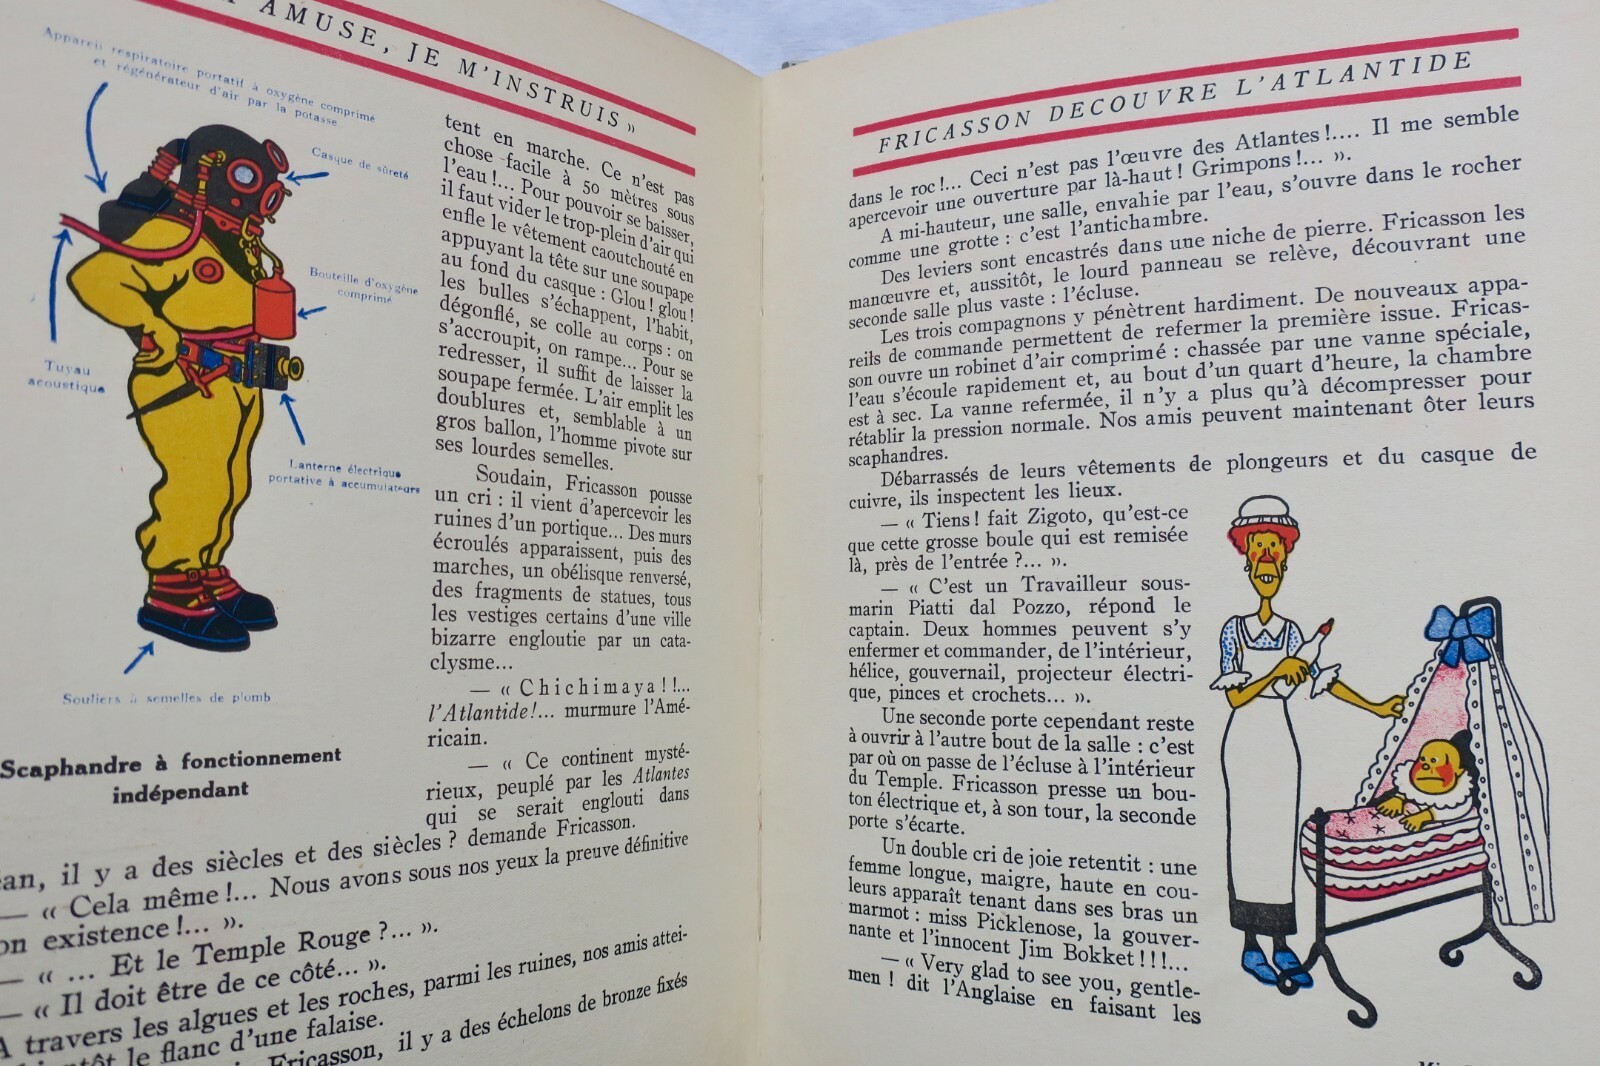 AMUSE, JE M'INSTRUIS »
Appareil respiratoire portatif à oxygène comprimé
et régénérateur d'air par la potasse
Casque de sûreté
Bouteille d'oxygène
comprimé
Tuyau
acoustique
Lanterne électrique
portative à accumulateurs
Souliers à semelles de plomb
Scaphandre à fonctionnement
indépendant
tent en marche. Ce n'est pas
chose facile à 50 mètres sous
l'eau !... Pour pouvoir se baisser,
il faut vider le trop-plein d'air qui
enfle le vêtement caoutchouté en
appuyant la tête sur une soupape
au fond du casque : Glou ! glou !
les bulles s'échappent, l'habit,
dégonflé, se colle au corps : on
s'accroupit, on rampe... Pour se
redresser, il suffit de laisser la
soupape fermée. L'air emplit les
doublures et, semblable à un
gros ballon, l'homme pivote sur
ses lourdes semelles.
Soudain, Fricasson pousse
un cri : il vient d'apercevoir les
ruines d'un portique... Des murs
écroulés apparaissent, puis des
marches, un obélisque renversé,
des fragments de statues, tous
les vestiges certains d'une ville
bizarre engloutie par un cata-
clysme...
— « Chichimaya !!...
l'Atlantide !... murmure l'Amé-
ricain.
— « Ce continent mysté-
rieux, peuplé par les Atlantes
qui se serait englouti dans
an, il y a des siècles et des siècles ? demande Fricasson.
— « Cela même !... Nous avons sous nos yeux la preuve définitive
on existence !... ».
— « ... Et le Temple Rouge ?... ».
— « Il doit être de ce côté... ».
A travers les algues et les roches, parmi les ruines, nos amis attei-
le flanc d'une falaise.
Fricasson, il y a des échelons de bronze fixés
FRICASSON DECOUVRE L'ATLANTIDE
dans le roc !... Ceci n'est pas l'œuvre des Atlantes !.... Il me semble
apercevoir une ouverture par là-haut ! Grimpons !... ».
A mi-hauteur, une salle, envahie par l'eau, s'ouvre dans le rocher
comme une grotte : c'est l'antichambre.
Des leviers sont encastrés dans une niche de pierre. Fricasson les
manœuvre et, aussitôt, le lourd panneau se relève, découvrant une
seconde salle plus vaste : l'écluse.
Les trois compagnons y pénètrent hardiment. De nouveaux appa-
reils de commande permettent de refermer la première issue. Fricas-
son ouvre un robinet d'air comprimé : chassée par une vanne spéciale,
l'eau s'écoule rapidement et, au bout d'un quart d'heure, la chambre
est à sec. La vanne refermée, il n'y a plus qu'à décompresser pour
rétablir la pression normale. Nos amis peuvent maintenant ôter leurs
scaphandres.
Débarrassés de leurs vêtements de plongeurs et du casque de
cuivre, ils inspectent les lieux.
— « Tiens ! fait Zigoto, qu'est-ce
que cette grosse boule qui est remisée
là, près de l'entrée ?... ».
— « C'est un Travailleur sous-
marin Piatti dal Pozzo, répond le
captain. Deux hommes peuvent s'y
enfermer et commander, de l'intérieur,
hélice, gouvernail, projecteur électri-
que, pinces et crochets... ».
Une seconde porte cependant reste
à ouvrir à l'autre bout de la salle : c'est
par où on passe de l'écluse à l'intérieur
du Temple. Fricasson presse un bou-
ton électrique et, à son tour, la seconde
porte s'écarte.
Un double cri de joie retentit : une
femme longue, maigre, haute en cou-
leurs apparaît tenant dans ses bras un
marmot : miss Picklenose, la gouver-
nante et l'innocent Jim Bokket !!!...
— « Very glad to see you, gentle-
men ! dit l'Anglaise en faisant les